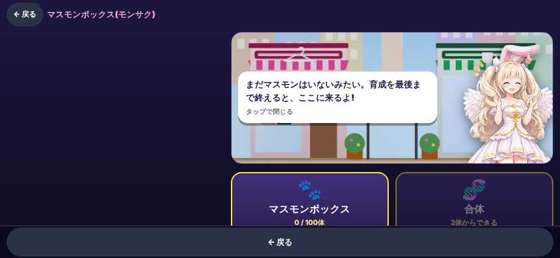 ← 戻る
マスモンボックス(モンサク)
まだマスモンはいないみたい。育成を最後ま
で終えると、ここに来るよ!
タップで閉じる
マスモンボックス
0 / 100体
合体
2体からできる
← 戻る